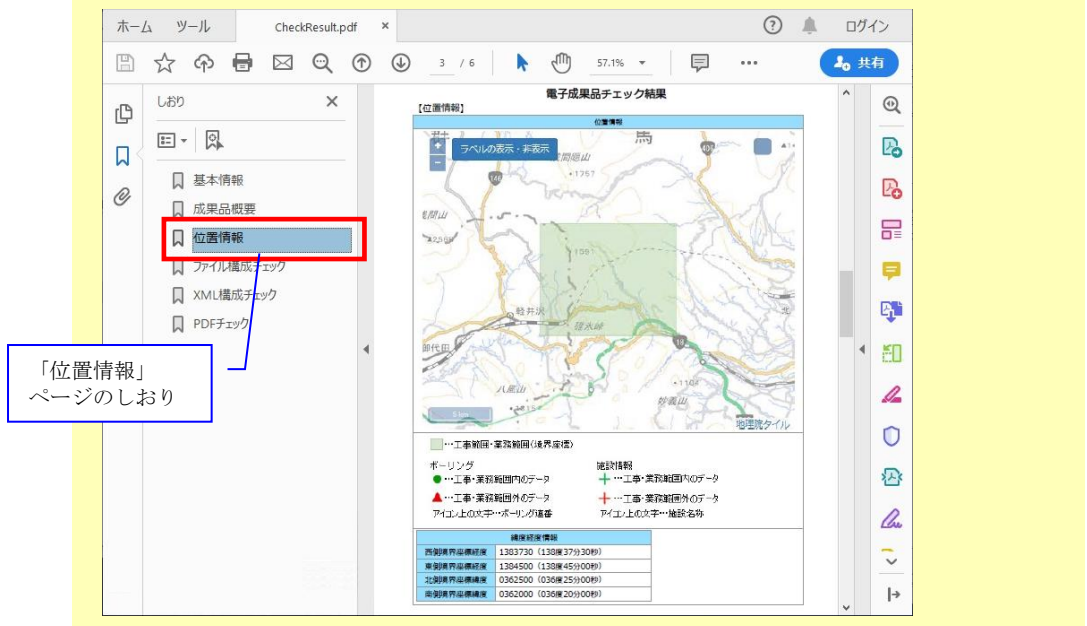 ホーム ツール CheckResult.pdf × ? ログイン
3 / 6 57.1% 共有
しおり ×
基本情報
成果品概要
位置情報
ファイル構成チェック
XML構成チェック
PDFチェック
「位置情報」
ページのしおり
電子成果品チェック結果
【位置情報】
位置情報
+ ラベルの表示・非表示 馬
-
146
・1757
軽井沢
碓氷峠
北
御代田
18
八風山
・1104
妙義山
地理院タイル
…工事範囲・業務範囲(境界座標)
ボーリング 施設情報
…工事・業務範囲内のデータ …工事・業務範囲内のデータ
…工事・業務範囲外のデータ …工事・業務範囲外のデータ
アイコン上の文字…ボーリング連番 アイコン上の文字…施設名称
緯度経度情報
西側境界座標経度 1383730 (138度37分30秒)
東側境界座標経度 1384500 (138度45分00秒)
北側境界座標緯度 0362500 (036度25分00秒)
南側境界座標緯度 0362000 (036度20分00秒)